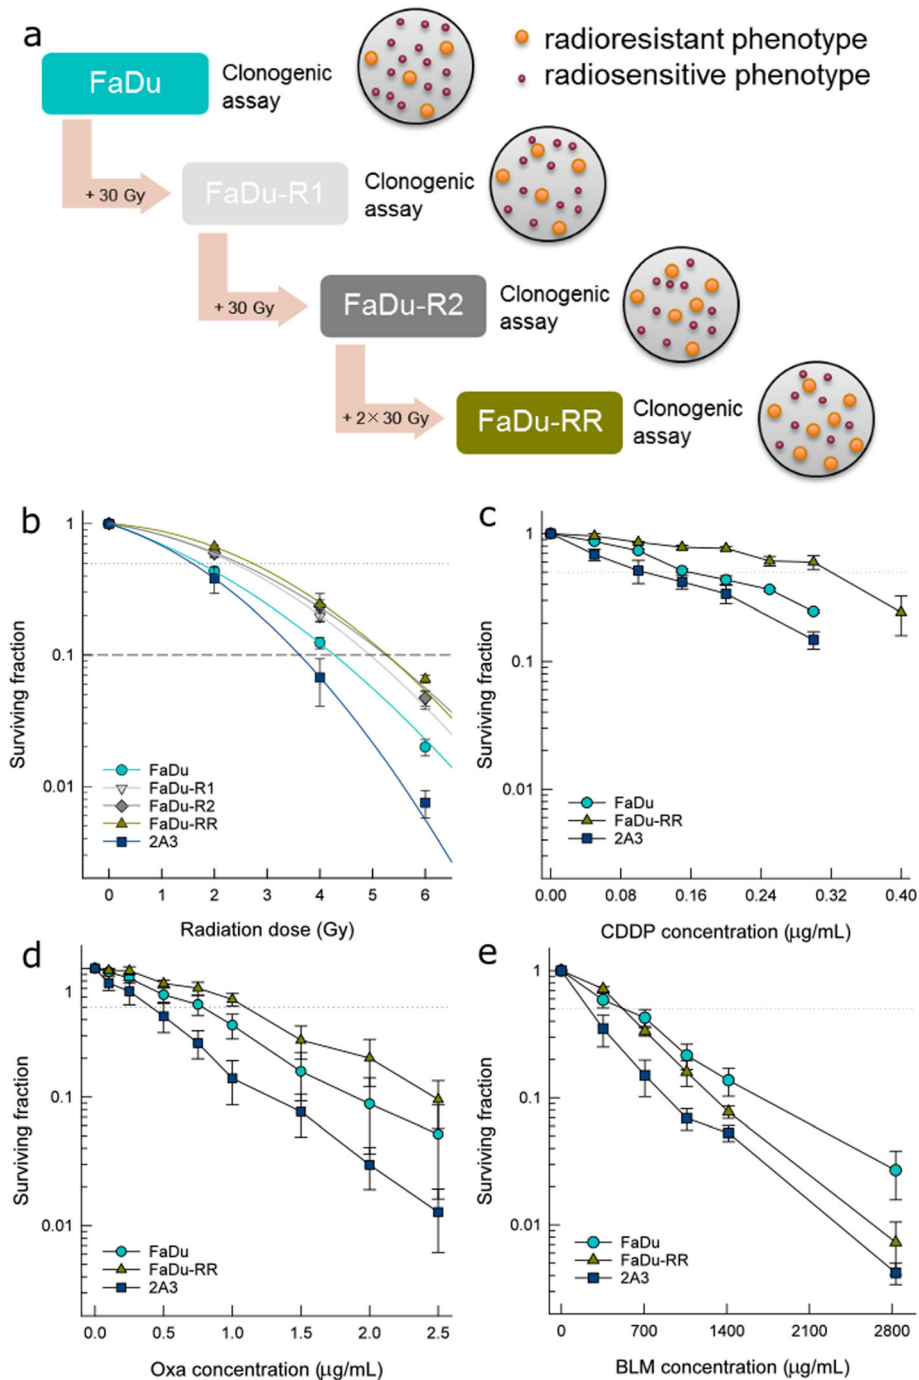 a
FaDu
Clonogenic
assay
radioresistant phenotype
radiosensitive phenotype
+ 30 Gy
FaDu-R1
Clonogenic
assay
+ 30 Gy
FaDu-R2
Clonogenic
assay
+ 2× 30 Gy
FaDu-RR
Clonogenic
assay
b
Surviving fraction
1
0.1
0.01
FaDu
FaDu-R1
FaDu-R2
FaDu-RR
2A3
0 1 2 3 4 5 6
Radiation dose (Gy)
c
Surviving fraction
1
0.1
0.01
FaDu
FaDu-RR
2A3
0.00 0.08 0.16 0.24 0.32 0.40
CDDP concentration (μg/mL)
d
Surviving fraction
1
0.1
0.01
FaDu
FaDu-RR
2A3
0.0 0.5 1.0 1.5 2.0 2.5
Oxa concentration (μg/mL)
e
Surviving fraction
1
0.1
0.01
FaDu
FaDu-RR
2A3
0 700 1400 2100 2800
BLM concentration (μg/mL)